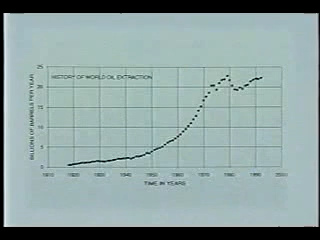 HISTORY OF WORLD OIL EXTRACTION
BILLIONS OF BARRELS PER YEAR
25
20
15
10
5
0
1910 1920 1930 1940 1950 1960 1970 1980 1990 2000
TIME IN YEARS